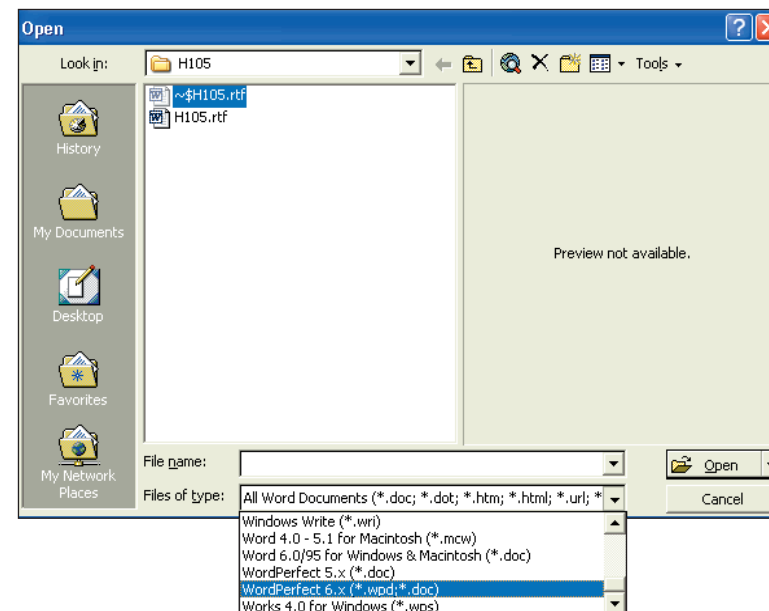 Open
Look in:
H105
Tools
~$H105.rtf
H105.rtf
History
My Documents
Desktop
Favorites
My Network
Places
Preview not available.
File name:
Open
Files of type:
All Word Documents (*.doc; *.dot; *.htm; *.html; *.url; *
Cancel
Windows Write (*.wri)
Word 4.0 - 5.1 for Macintosh (*.mcw)
Word 6.0/95 for Windows & Macintosh (*.doc)
WordPerfect 5.x (*.doc)
WordPerfect 6.x (*.wpd;*.doc)
Works 4.0 for Windows (*.wps)